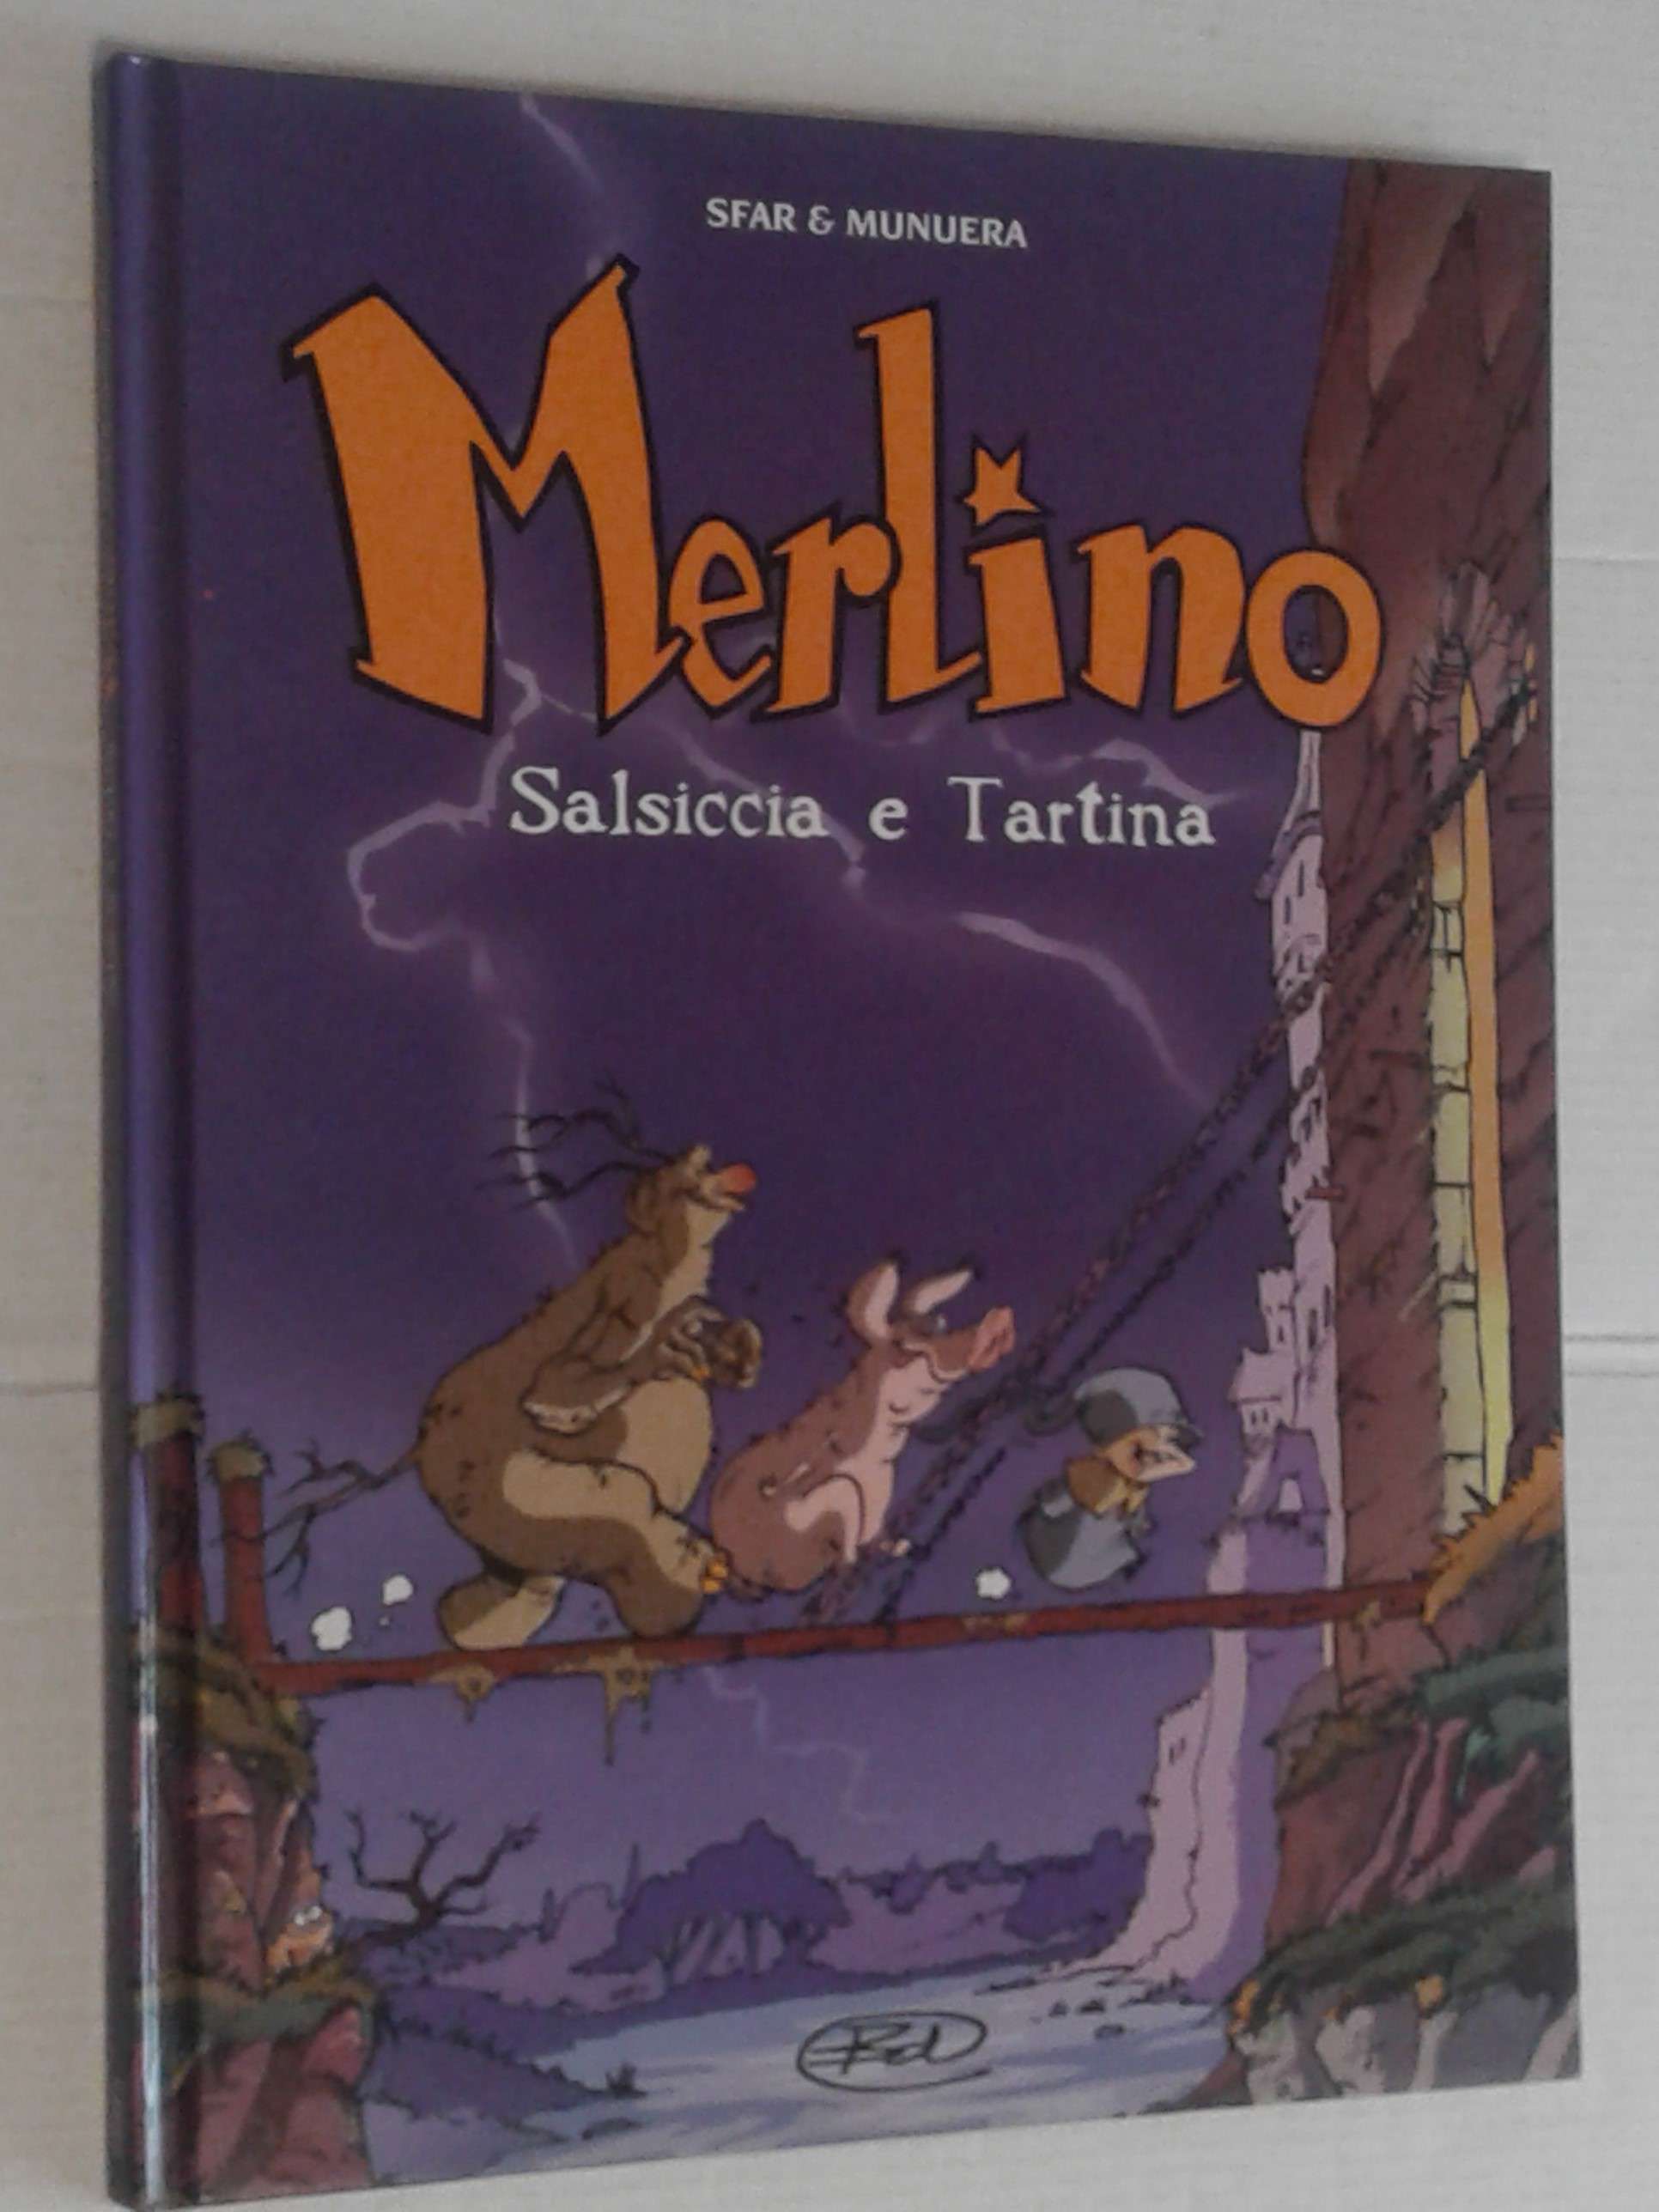 SFAR & MUNUERA
Merlino
Salsiccia e Tartina